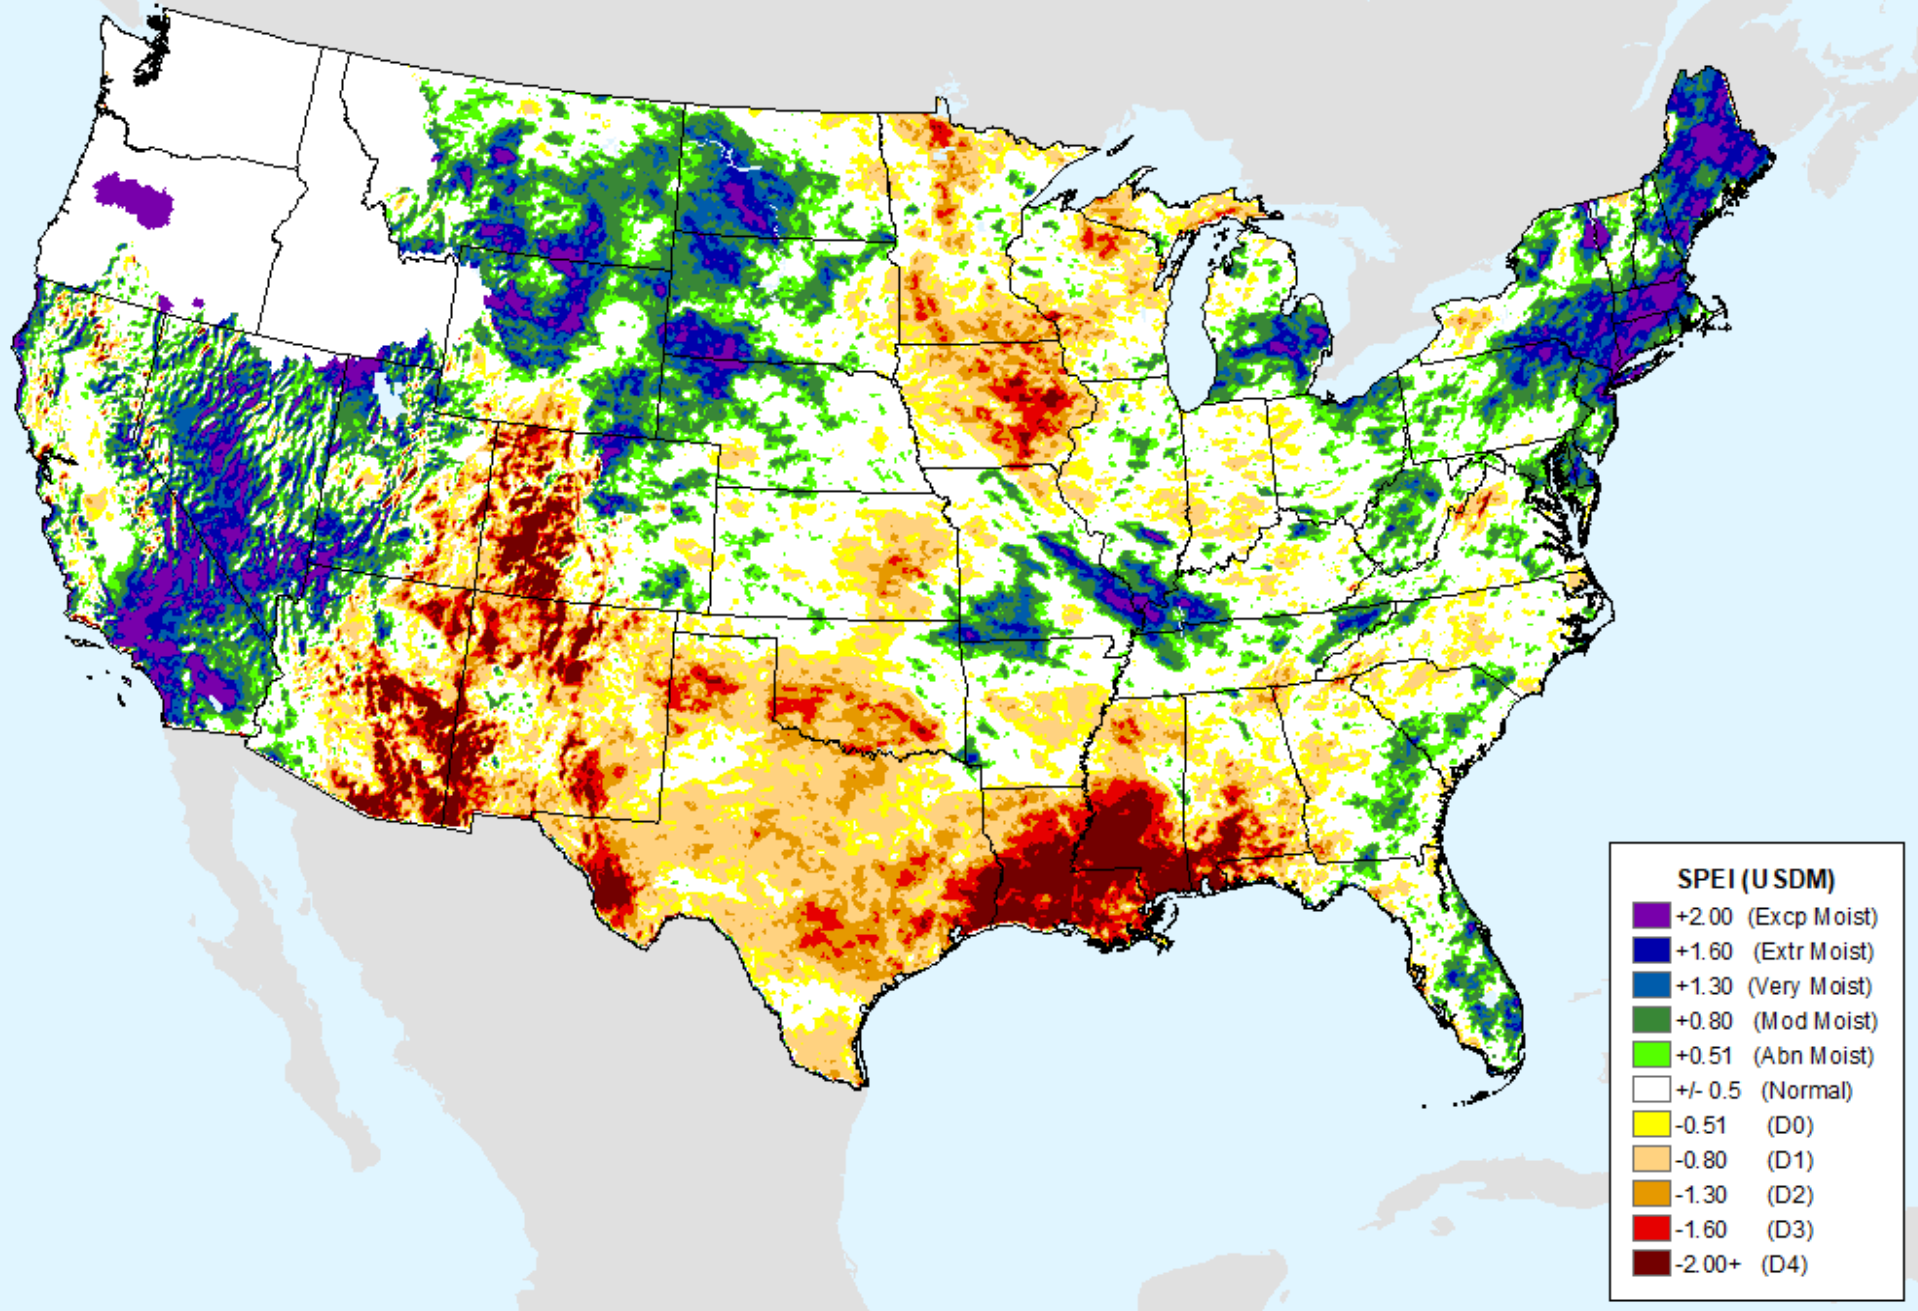 SPEI (USDM)
+2.00 (Excp Moist)
+1.60 (Extr Moist)
+1.30 (Very Moist)
+0.80 (Mod Moist)
+0.51 (Abn Moist)
+/- 0.5 (Normal)
-0.51 (D0)
-0.80 (D1)
-1.30 (D2)
-1.60 (D3)
-2.00+ (D4)